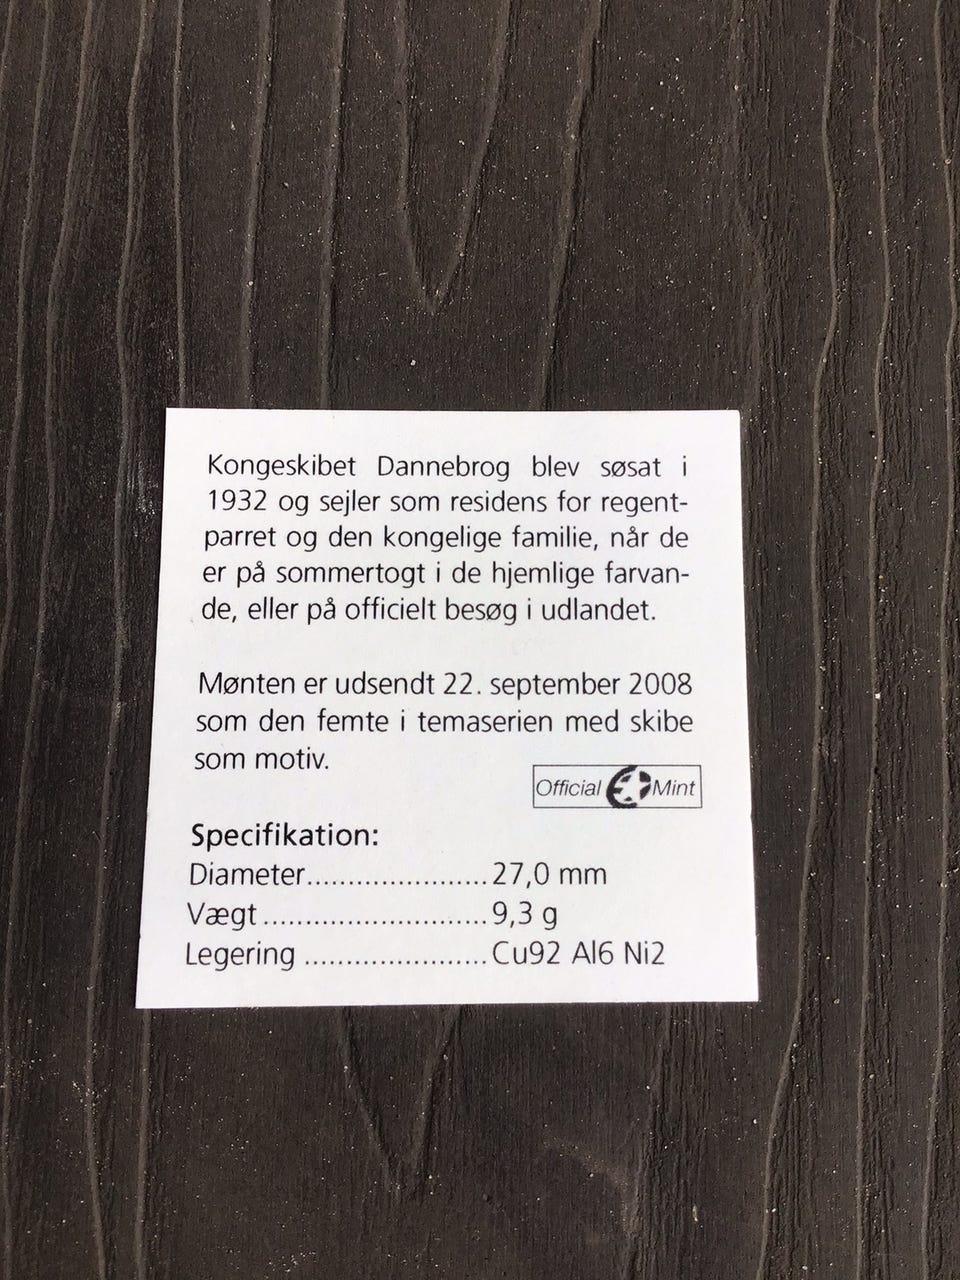 Kongeskibet Dannebrog blev søsat i
1932 og sejler som residens for regent-
parret og den kongelige familie, når de
er på sommertogt i de hjemlige farvan-
de, eller på officielt besøg i udlandet.
Mønten er udsendt 22. september 2008
som den femte i temaserien med skibe
som motiv.
Official Mint
Specifikation:
Diameter...................... 27,0 mm
Vægt ........................... 9,3 g
Legering ...................... Cu92 Al6 Ni2